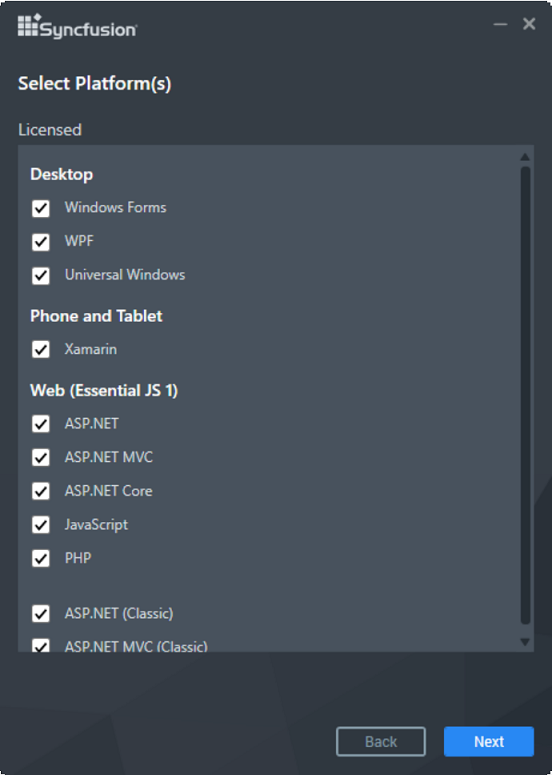 Syncfusion
Select Platform(s)
Licensed
Desktop
Windows Forms
WPF
Universal Windows
Phone and Tablet
Xamarin
Web (Essential JS 1)
ASP.NET
ASP.NET MVC
ASP.NET Core
JavaScript
PHP
ASP.NET (Classic)
ASP.NET MVC (Classic)
Back
Next